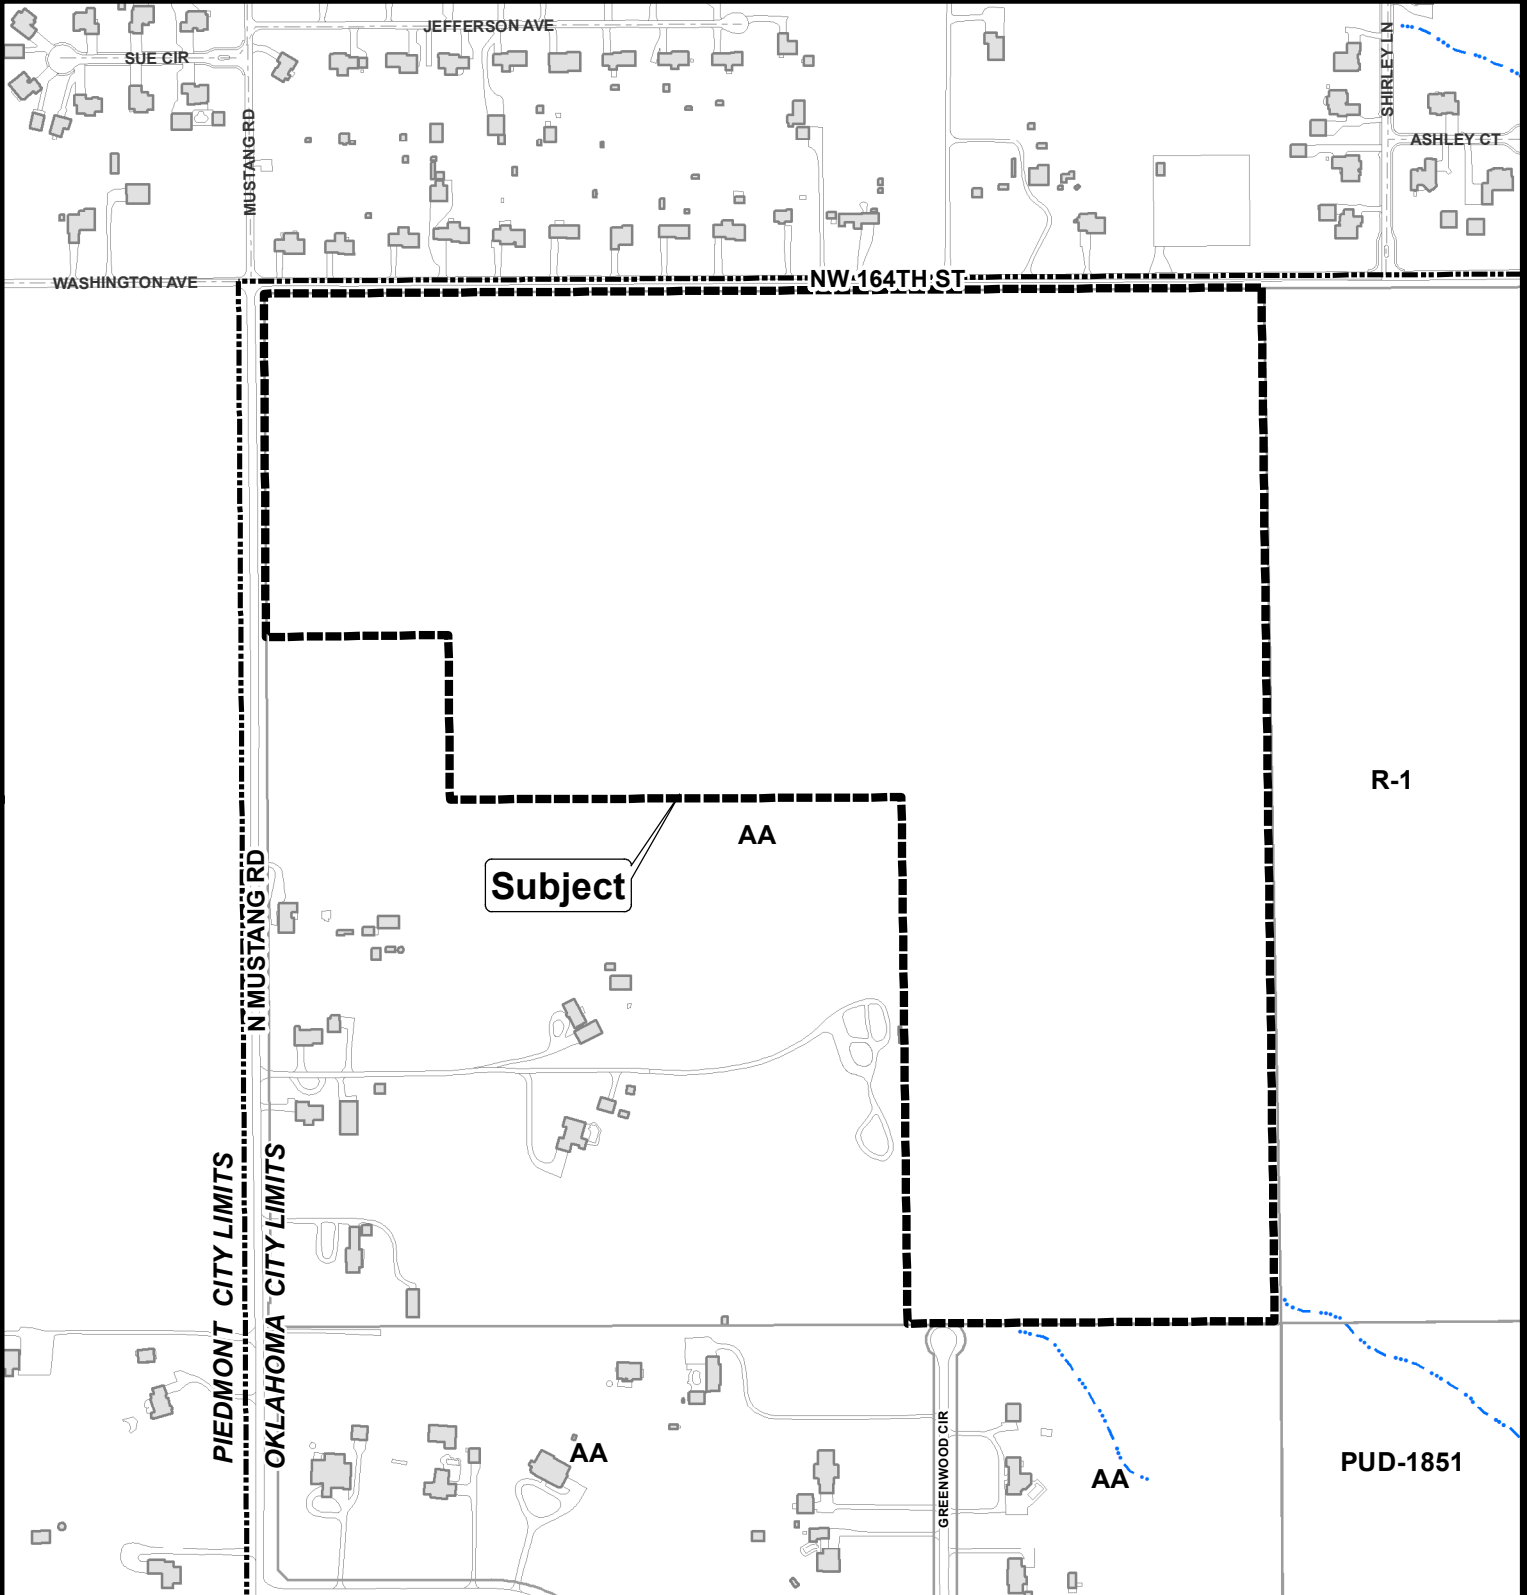 JEFFERSON AVE
SUE CIR
SHIRLEY LN
MUSTANG RD
ASHLEY CT
WASHINGTON AVE
NW 164TH ST
R-1
AA
Subject
N MUSTANG RD
PIEDMONT CITY LIMITS
OKLAHOMA CITY LIMITS
GREENWOOD CIR
AA
AA
PUD-1851